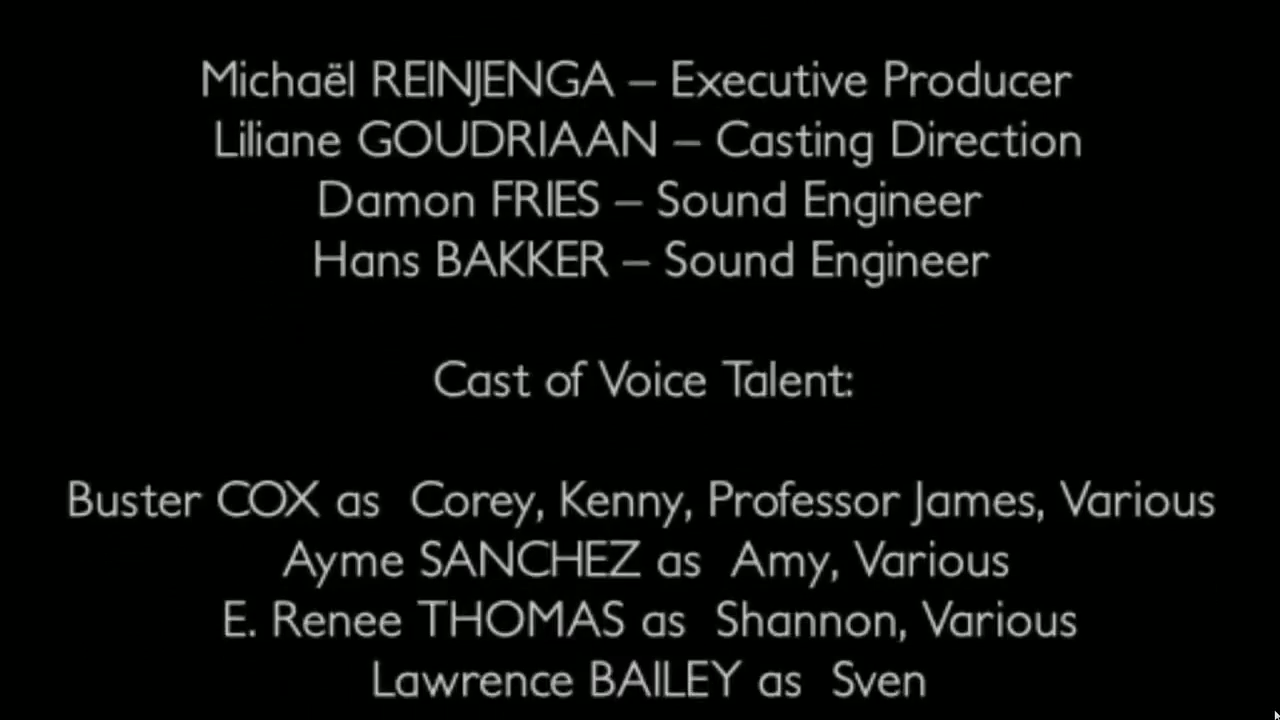 Michaël REINJENGA – Executive Producer
Liliane GOUDRIAAN – Casting Direction
Damon FRIES – Sound Engineer
Hans BAKKER – Sound Engineer
Cast of Voice Talent:
Buster COX as Corey, Kenny, Professor James, Various
Ayme SANCHEZ as Amy, Various
E. Renee THOMAS as Shannon, Various
Lawrence BAILEY as Sven